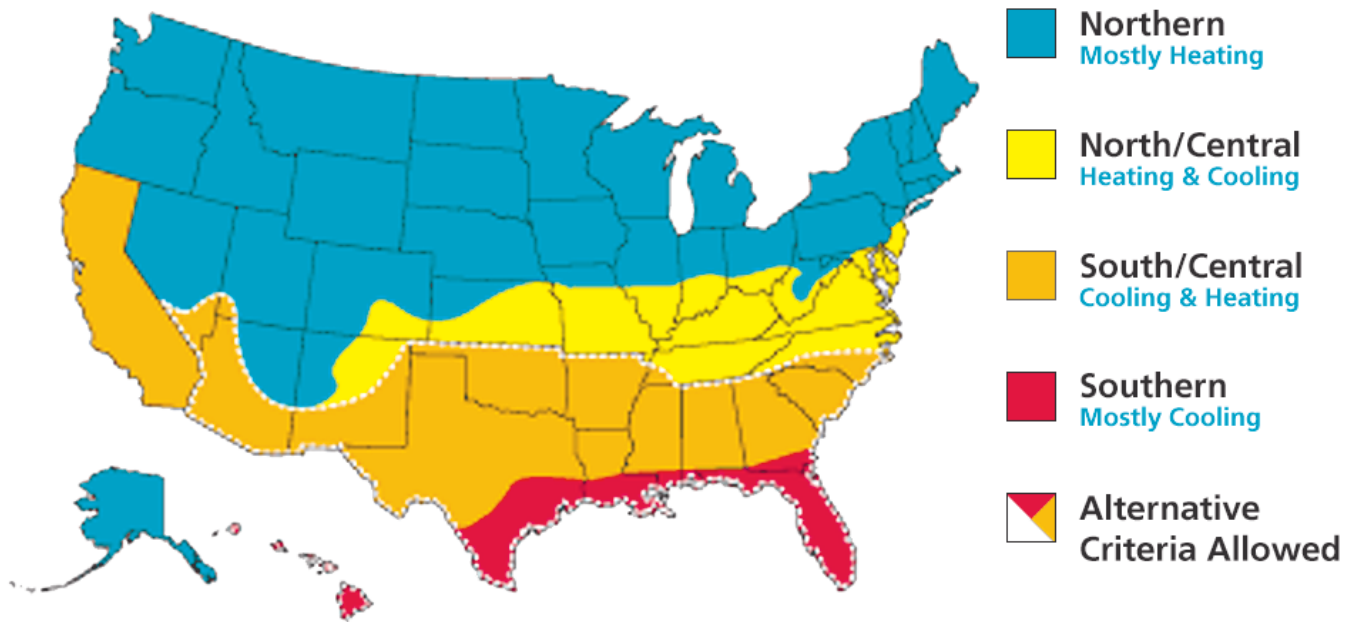 Northern
Mostly Heating
North/Central
Heating & Cooling
South/Central
Cooling & Heating
Southern
Mostly Cooling
Alternative
Criteria Allowed